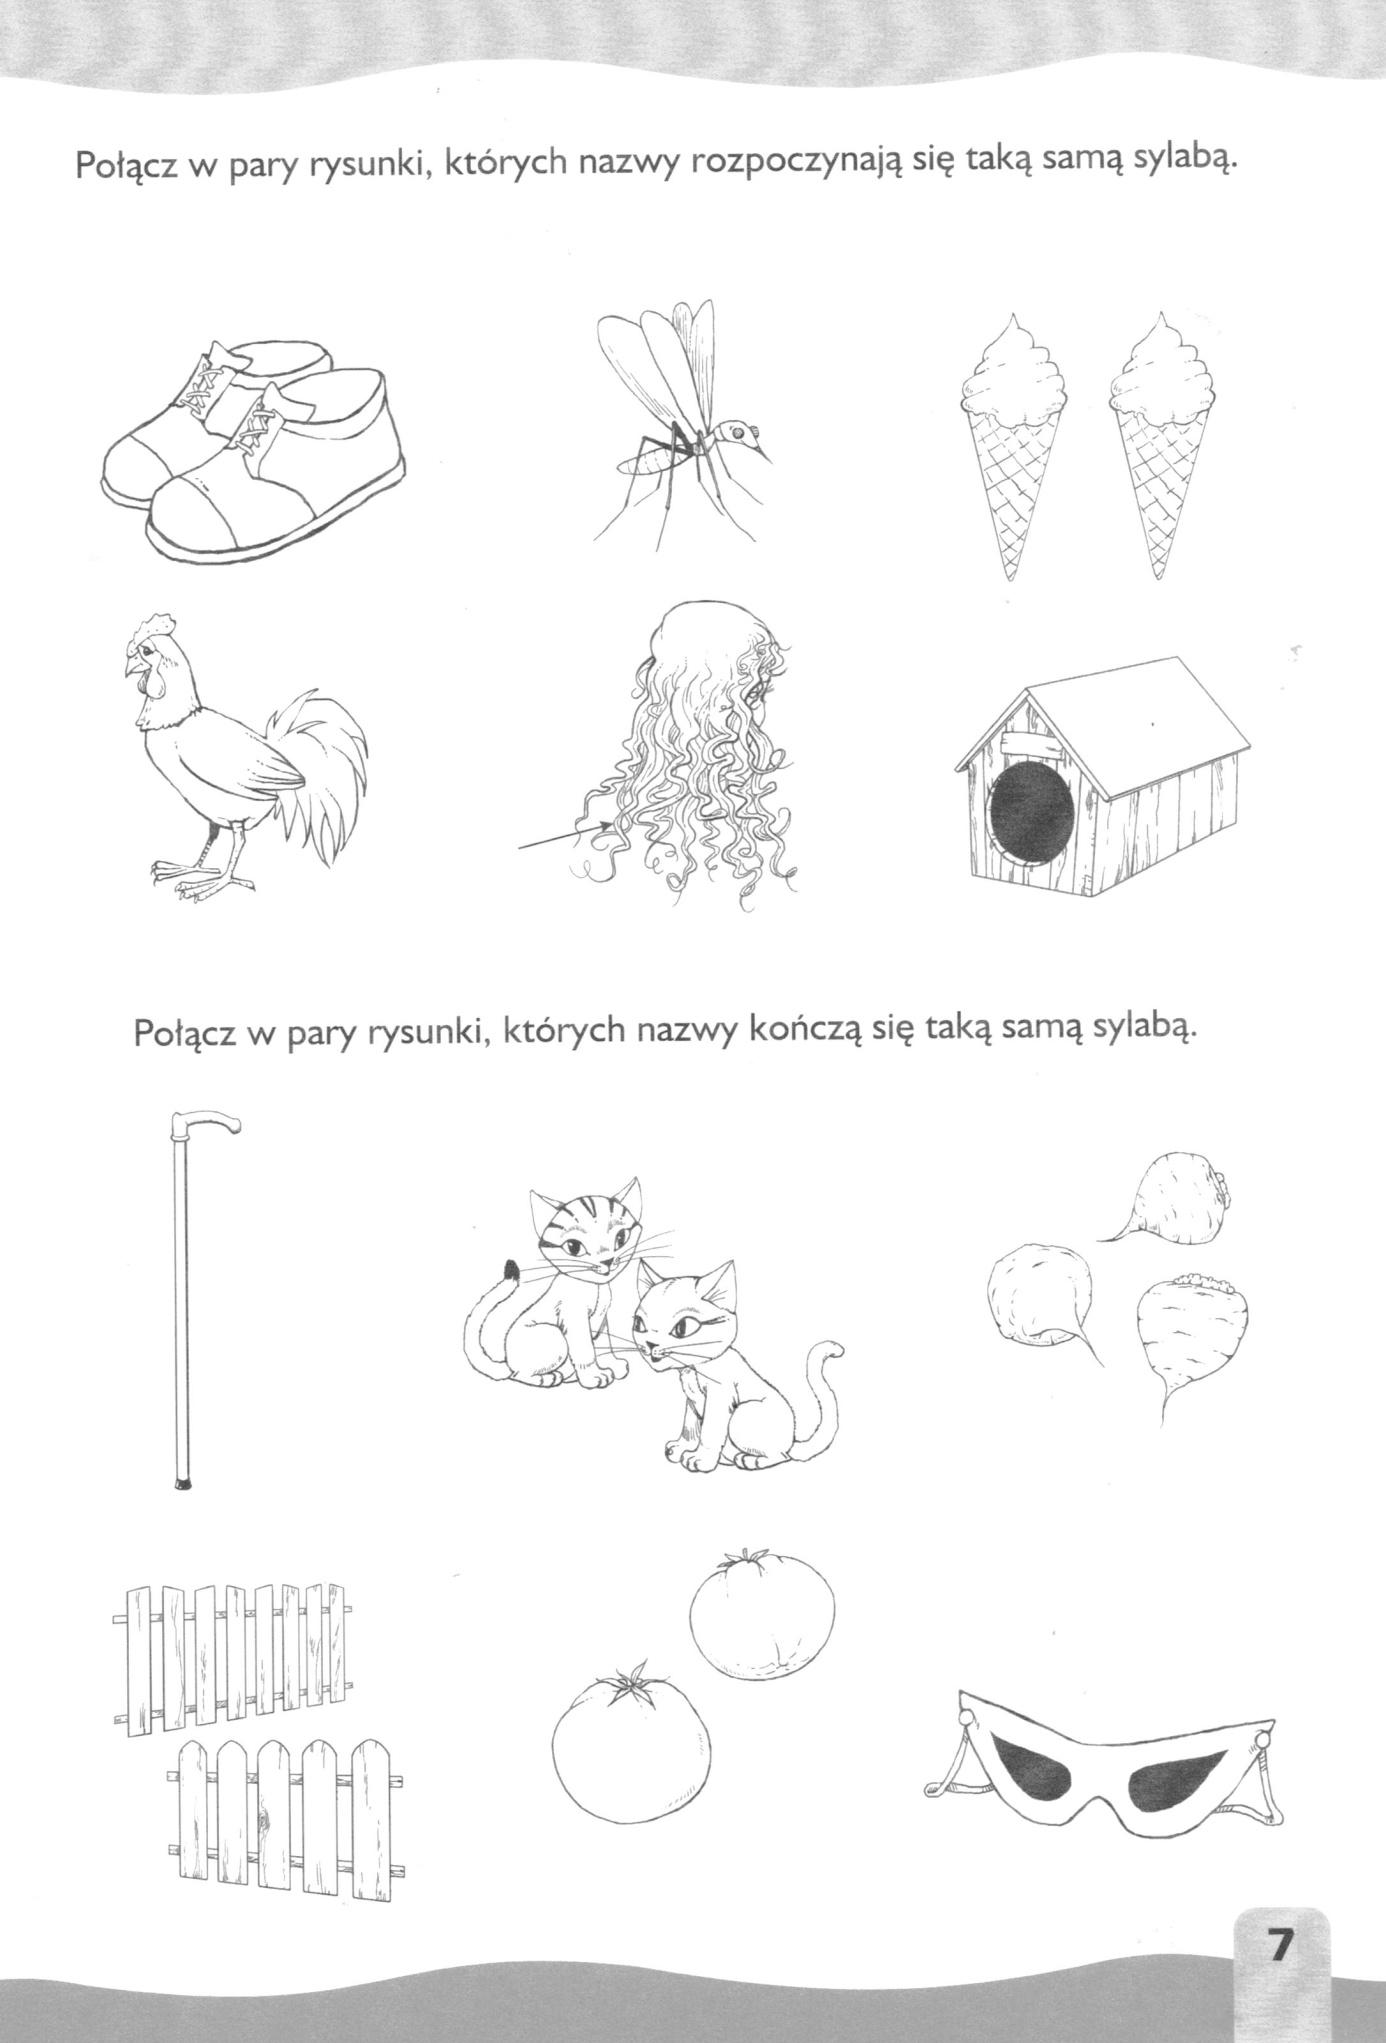 Połącz w pary rysunki, których nazwy rozpoczynają się taką samą sylabą.
Połącz w pary rysunki, których nazwy kończą się taką samą sylabą.
7